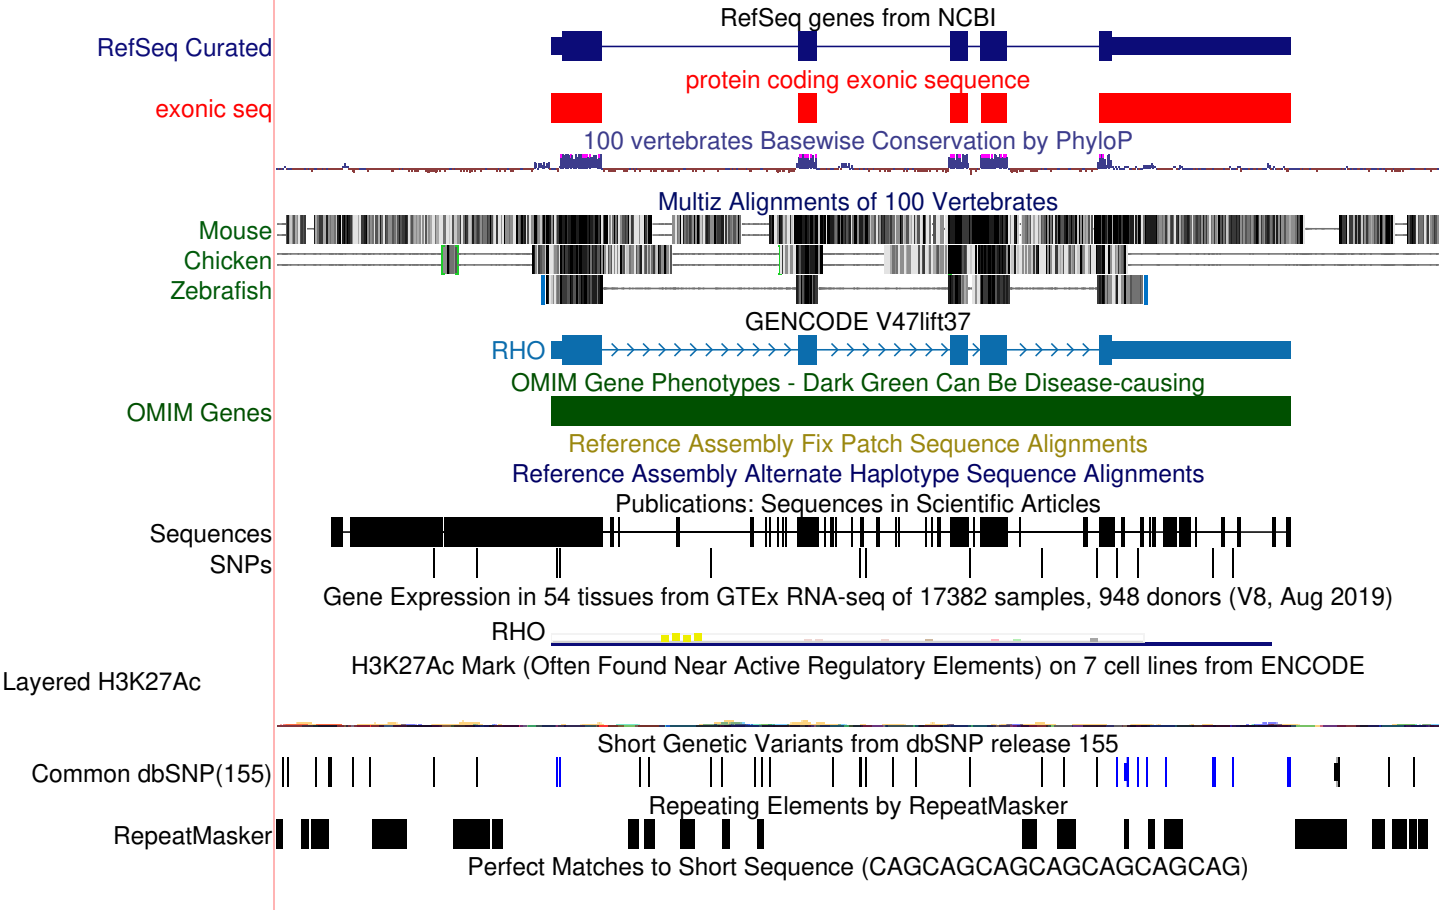 RefSeq genes from NCBI
RefSeq Curated
protein coding exonic sequence
exonic seq
100 vertebrates Basewise Conservation by PhyloP
Multiz Alignments of 100 Vertebrates
Mouse
Chicken
Zebrafish
GENCODE V47lift37
RHO
OMIM Gene Phenotypes - Dark Green Can Be Disease-causing
OMIM Genes
Reference Assembly Fix Patch Sequence Alignments
Reference Assembly Alternate Haplotype Sequence Alignments
Publications: Sequences in Scientific Articles
Sequences
SNPs
Gene Expression in 54 tissues from GTEx RNA-seq of 17382 samples, 948 donors (V8, Aug 2019)
RHO
H3K27Ac Mark (Often Found Near Active Regulatory Elements) on 7 cell lines from ENCODE
Layered H3K27Ac
Short Genetic Variants from dbSNP release 155
Common dbSNP(155)
Repeating Elements by RepeatMasker
RepeatMasker
Perfect Matches to Short Sequence (CAGCAGCAGCAGCAGCAGCAG)